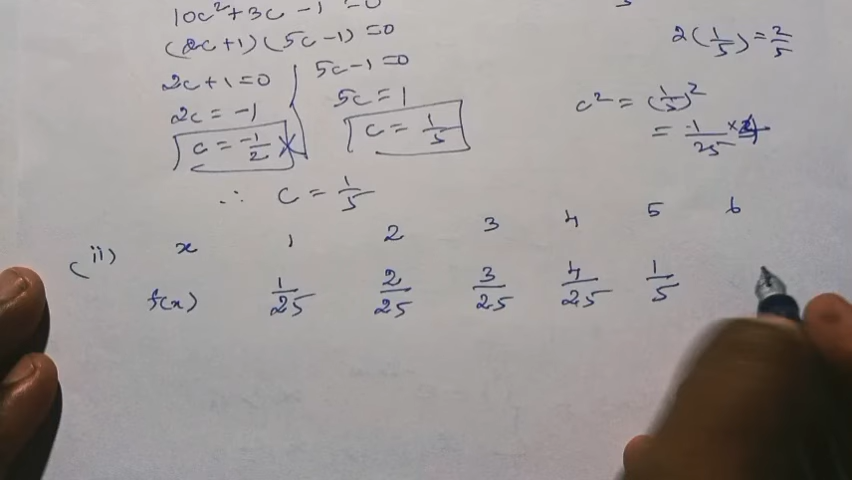 10c² + 3c - 1 = 0
(2c+1) (5c-1) = 0
2c+1 = 0
5c-1 = 0
2c = -1
5c = 1
c = -1/2 ×
c = 1/5
∴ c = 1/5
2(1/5) = 2/5
c² = (1/5)²
= 1/25
(ii) x 1 2 3 4 5 6
f(x) 1/25 2/25 3/25 4/25 1/5